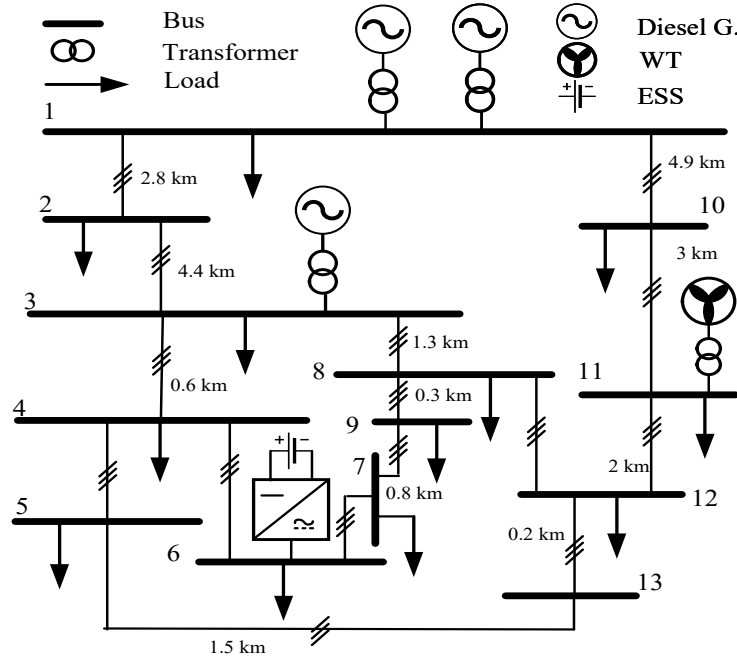 Bus
Transformer
Load
Diesel G.
WT
+ −
ESS
1
2.8 km
4.9 km
2
10
4.4 km
3 km
3
1.3 km
0.6 km
8
0.3 km
11
4
9
+ −
7
2 km
0.8 km
5
12
6
0.2 km
13
1.5 km